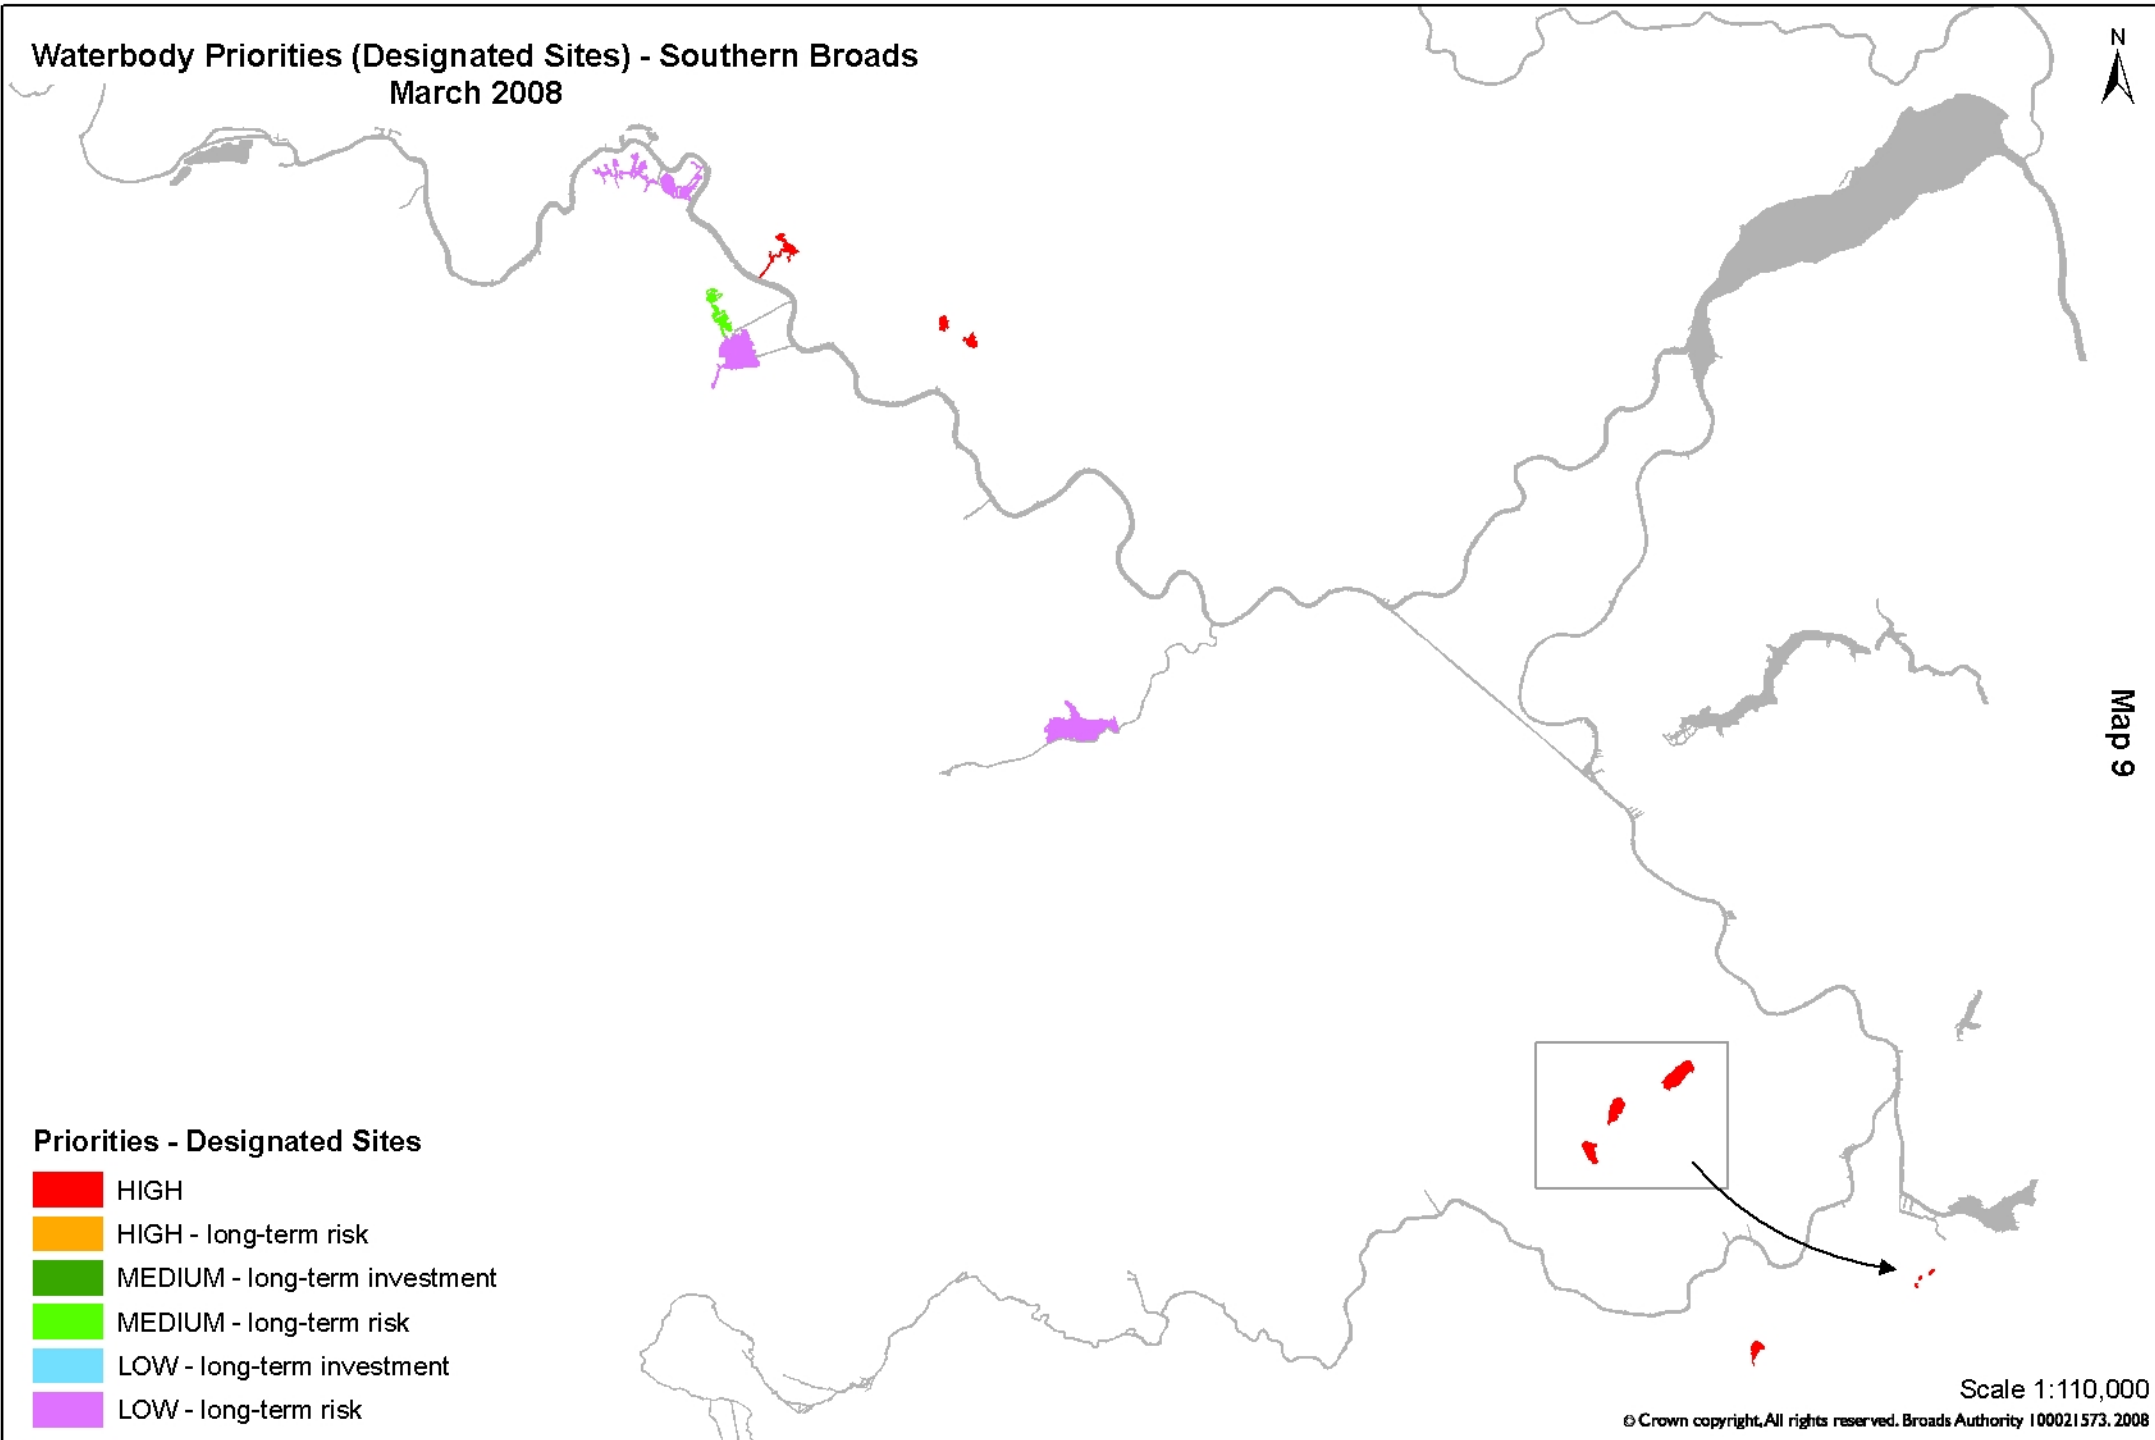 Waterbody Priorities (Designated Sites) - Southern Broads
March 2008
N
Map 9
Priorities - Designated Sites
HIGH
HIGH - long-term risk
MEDIUM - long-term investment
MEDIUM - long-term risk
LOW - long-term investment
LOW - long-term risk
Scale 1:110,000
© Crown copyright, All rights reserved. Broads Authority 100021573. 2008